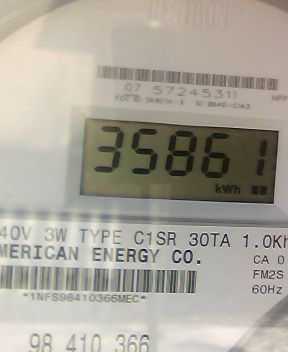 07 57245311
35861
kWh
40V 3W TYPE C1SR 30TA 1.0Kh
MERICAN ENERGY CO.
CA 0
FM2S
60Hz
*1NFS98410366MEC*
98 410 366